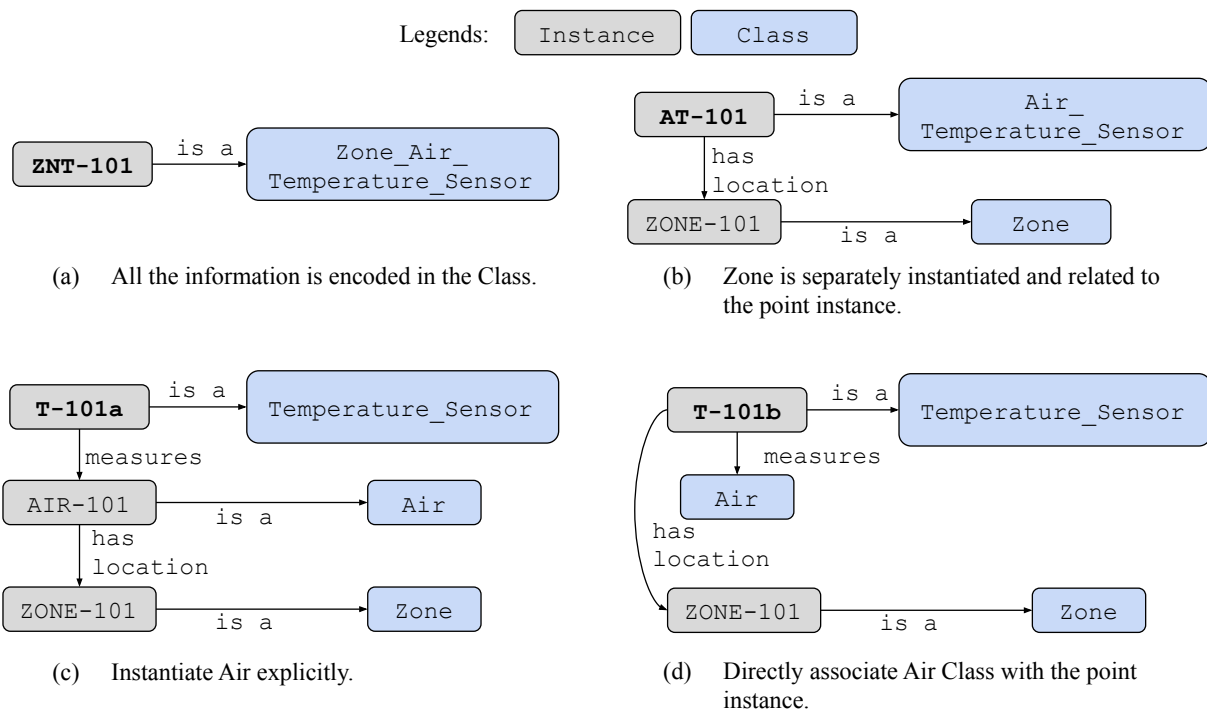 Legends:
Instance
Class
ZNT-101
is a
Zone_Air_
Temperature_Sensor
(a) All the information is encoded in the Class.
AT-101
is a
Air_
Temperature_Sensor
has
location
ZONE-101
is a
Zone
(b) Zone is separately instantiated and related to
the point instance.
T-101a
is a
Temperature_Sensor
measures
AIR-101
is a
Air
has
location
ZONE-101
is a
Zone
(c) Instantiate Air explicitly.
T-101b
is a
Temperature_Sensor
measures
Air
has
location
ZONE-101
is a
Zone
(d) Directly associate Air Class with the point
instance.